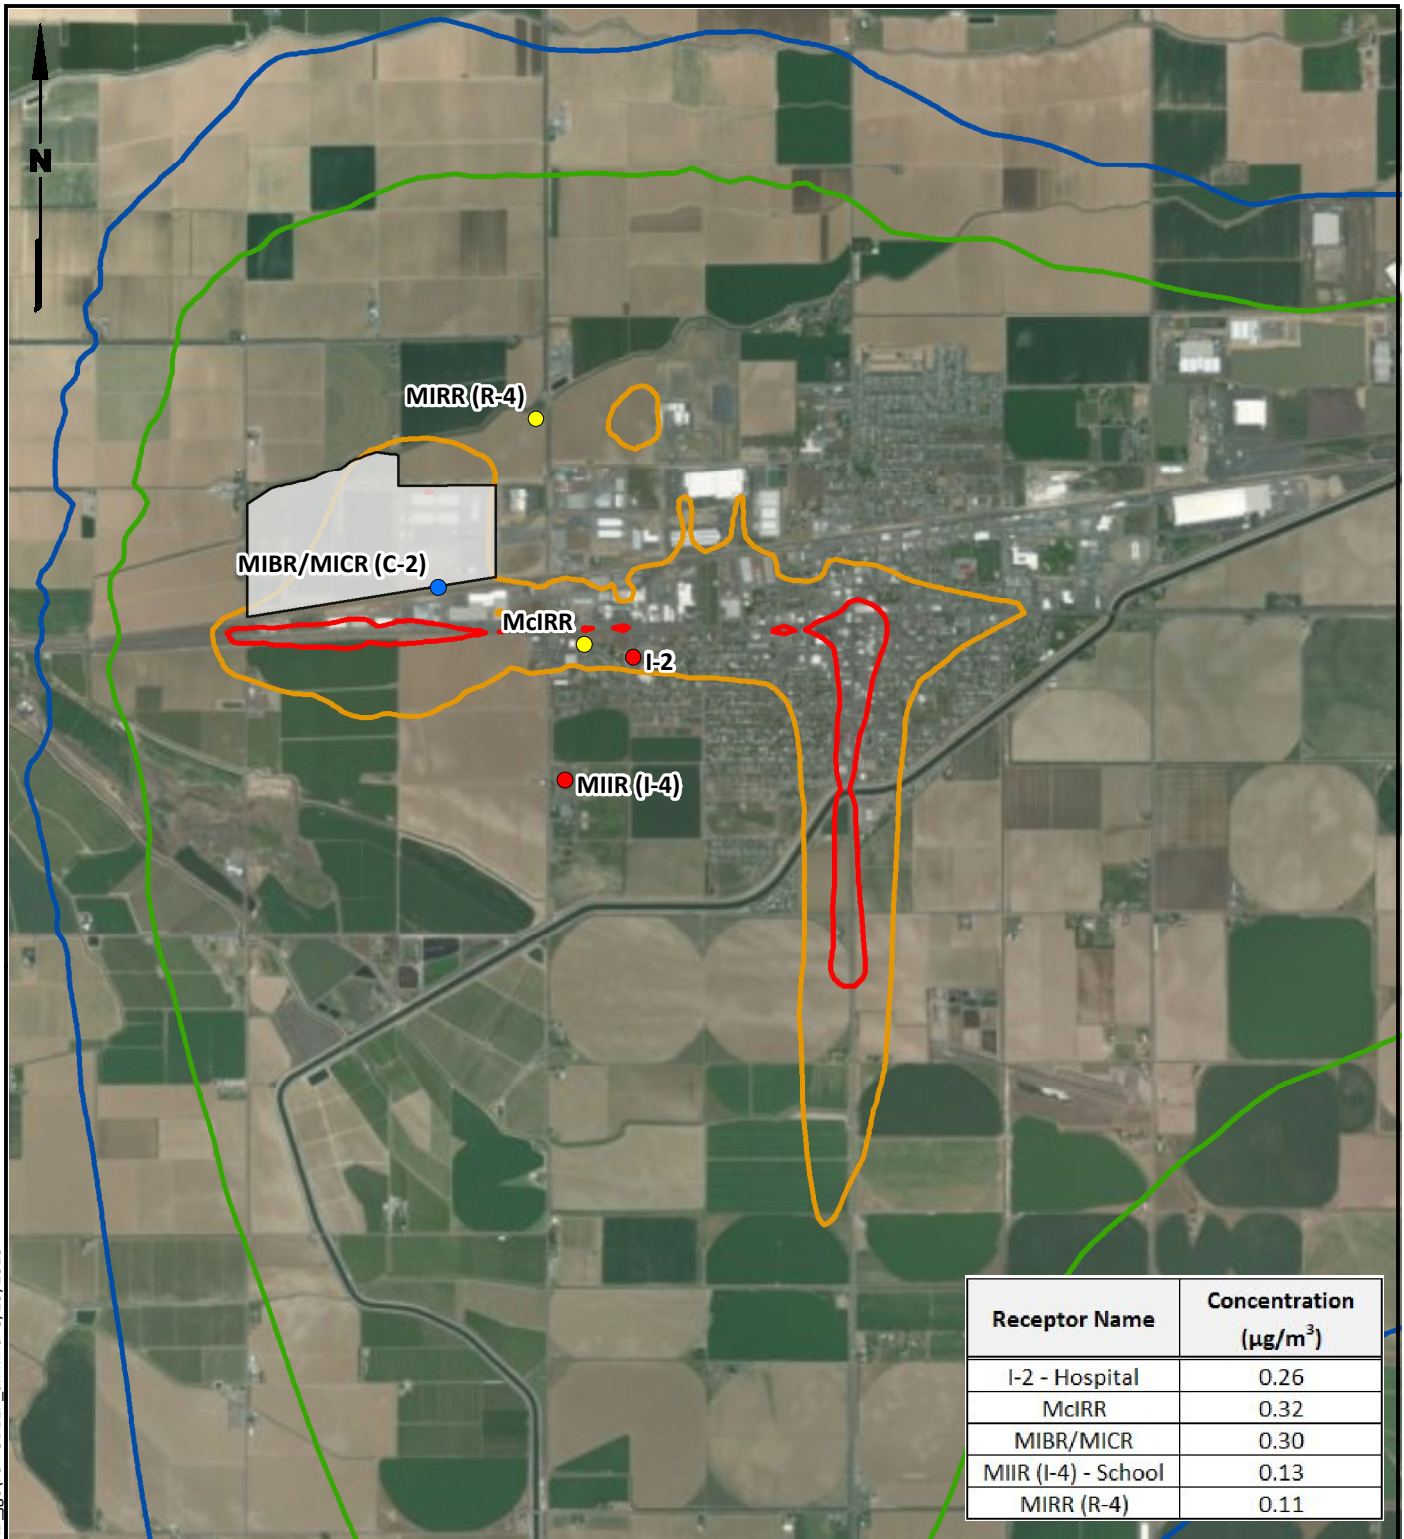 N
MIRR (R-4)
MIBR/MICR (C-2)
McIRR
I-2
MIIR (I-4)
Receptor Name Concentration (µg/m³)
I-2 - Hospital 0.26
McIRR 0.32
MIBR/MICR 0.30
MIIR (I-4) - School 0.13
MIRR (R-4) 0.11